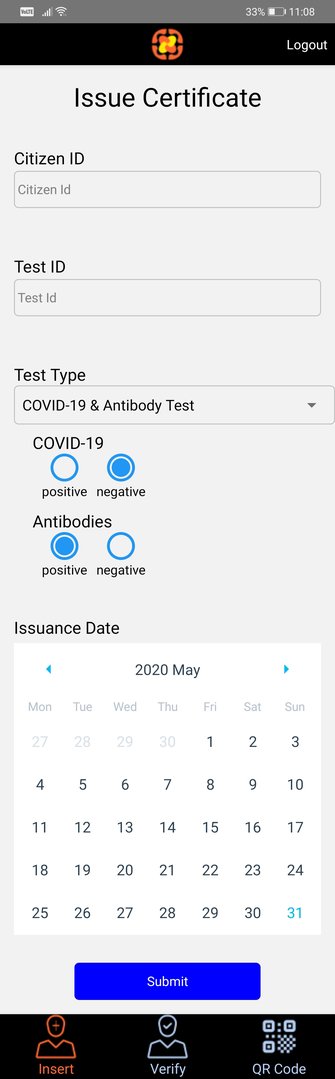 VoLTE 33% 11:08
Logout
Issue Certificate
Citizen ID
Citizen Id
Test ID
Test Id
Test Type
COVID-19 & Antibody Test
COVID-19
positive negative
Antibodies
positive negative
Issuance Date
2020 May
Mon Tue Wed Thu Fri Sat Sun
27 28 29 30 1 2 3
4 5 6 7 8 9 10
11 12 13 14 15 16 17
18 19 20 21 22 23 24
25 26 27 28 29 30 31
Submit
Insert Verify QR Code